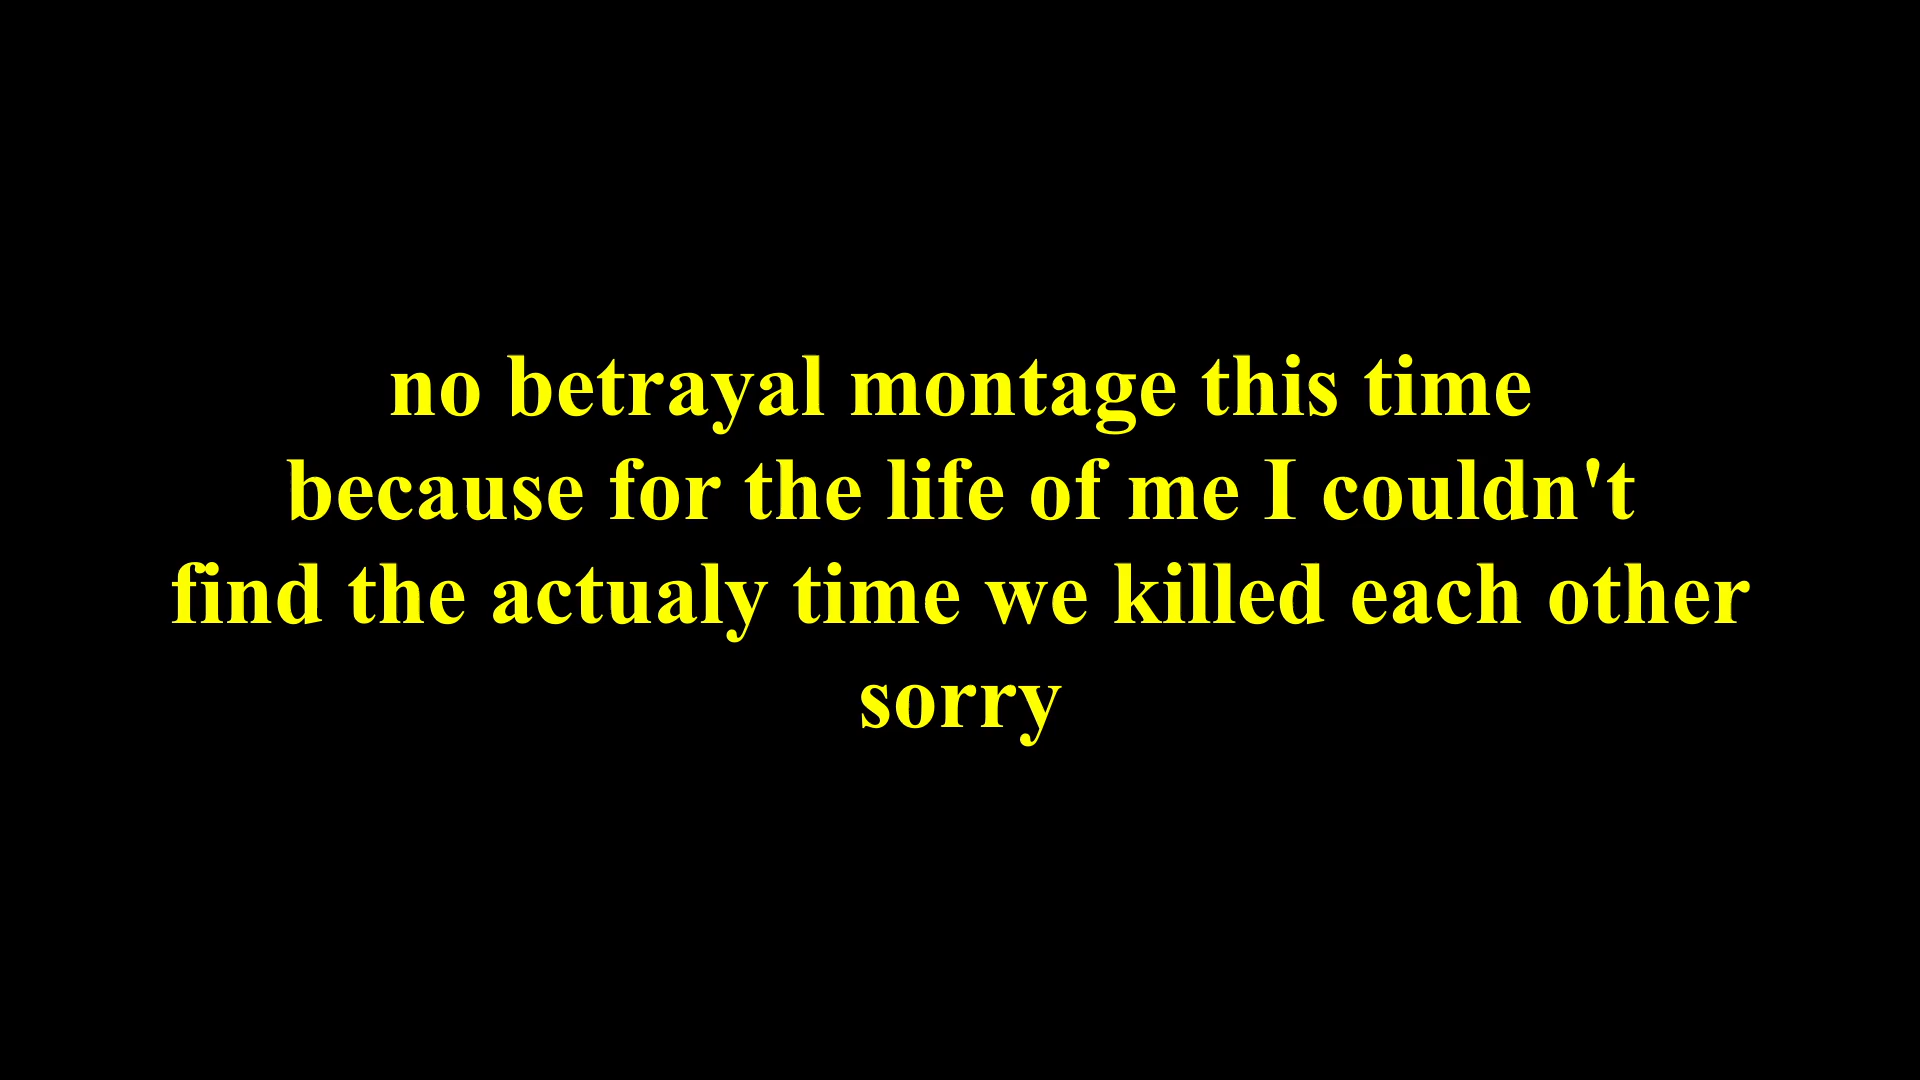 no betrayal montage this time
because for the life of me I couldn't
find the actualy time we killed each other
sorry